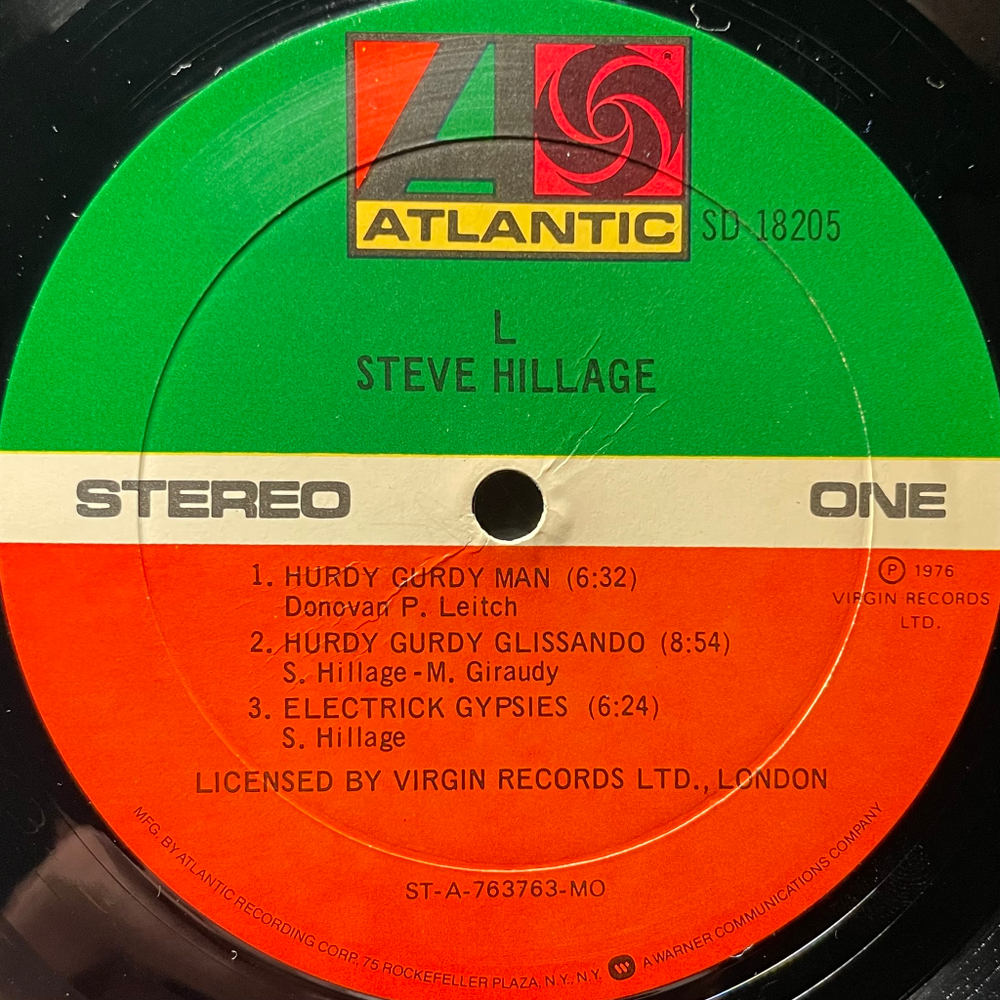 ATLANTIC
®
SD 18205
L
STEVE HILLAGE
STEREO
ONE
1. HURDY GURDY MAN (6:32)
Donovan P. Leitch
2. HURDY GURDY GLISSANDO (8:54)
S. Hillage - M. Giraudy
3. ELECTRICK GYPSIES (6:24)
S. Hillage
Ⓟ 1976
VIRGIN RECORDS
LTD.
LICENSED BY VIRGIN RECORDS LTD., LONDON
ST-A-763763-MO
MFG. BY ATLANTIC RECORDING CORP. 75 ROCKEFELLER PLAZA, N.Y., N.Y. W A WARNER COMMUNICATIONS COMPANY